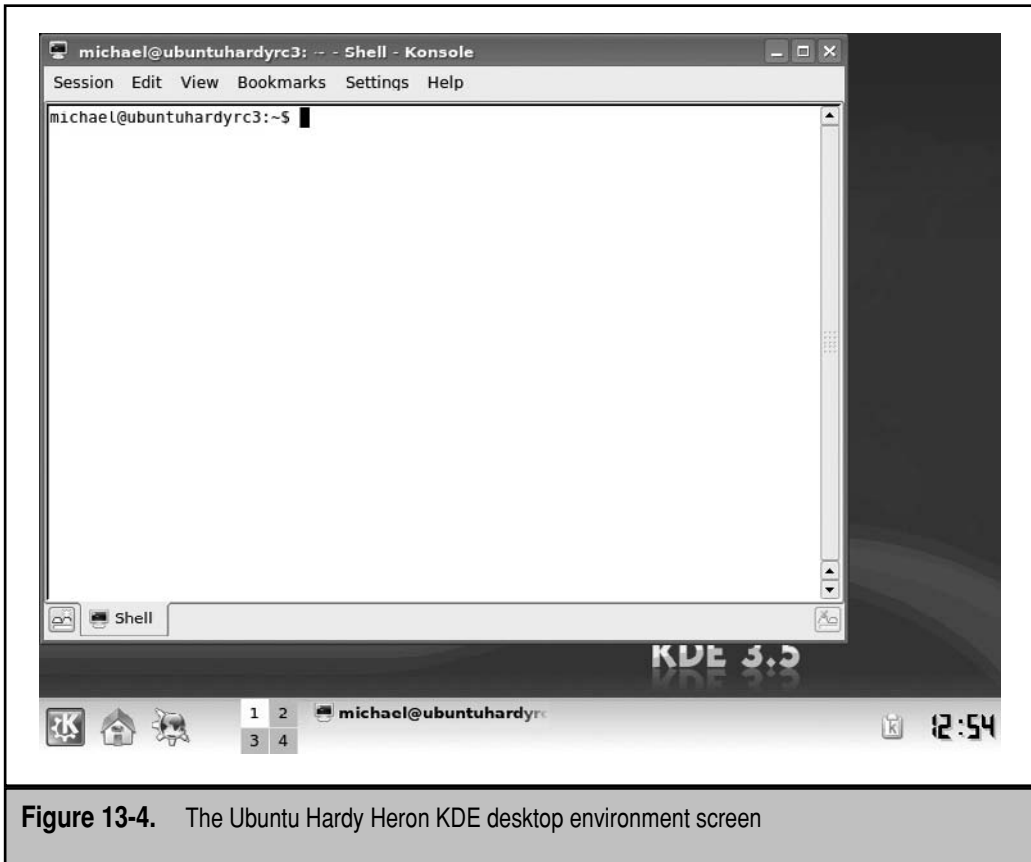 michael@ubuntuhardyrc3: ~ - Shell - Konsole
Session Edit View Bookmarks Settings Help
michael@ubuntuhardyrc3:~$
Shell
KDE 3.5
1 2 michael@ubuntuhardyrc
3 4
12:54
Figure 13-4. The Ubuntu Hardy Heron KDE desktop environment screen